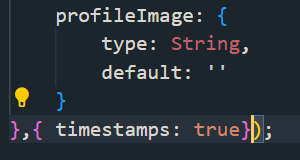 profileImage: {
type: String,
default: ''
}
},{ timestamps: true});